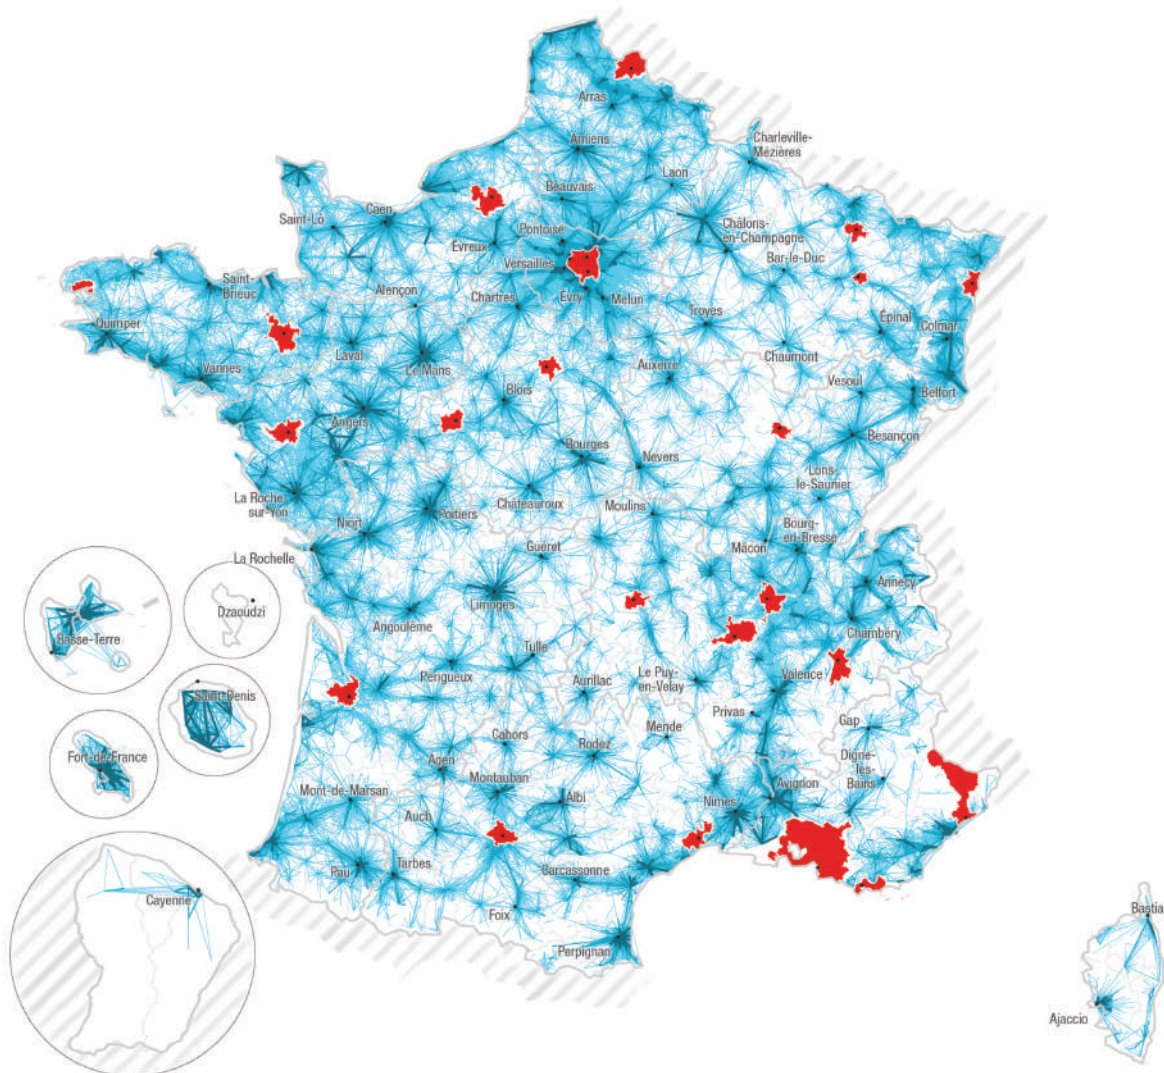 Arras
Amiens
Charleville-
Mézières
Laon
Beauvais
Caen
Saint-Lô
Pontoise
Châlons-
en-Champagne
Évreux
Bar-le-Duc
Versailles
Saint-
Brieuc
Alençon
Chartres
Évry
Melun
Troyes
Épinal
Colmar
Quimper
Laval
Le Mans
Chaumont
Auxerre
Vannes
Vesoul
Belfort
Blois
Angers
Besançon
Bourges
Nevers
Lons-
le-Saunier
La Roche-
sur-Yon
Châteauroux
Moulins
Poitiers
Niort
Bourg-
en-Bresse
Guéret
Mâcon
La Rochelle
Annecy
Dzaoudzi
Limoges
Angoulême
Chambéry
Basse-Terre
Tulle
Périgueux
Aurillac
Le Puy-
en-Velay
Valence
Saint-Denis
Privas
Gap
Mende
Fort-de-France
Cahors
Rodez
Digne-
les-
Bains
Agen
Montauban
Avignon
Mont-de-Marsan
Albi
Nîmes
Auch
Pau
Tarbes
Carcassonne
Cayenne
Foix
Bastia
Perpignan
Ajaccio